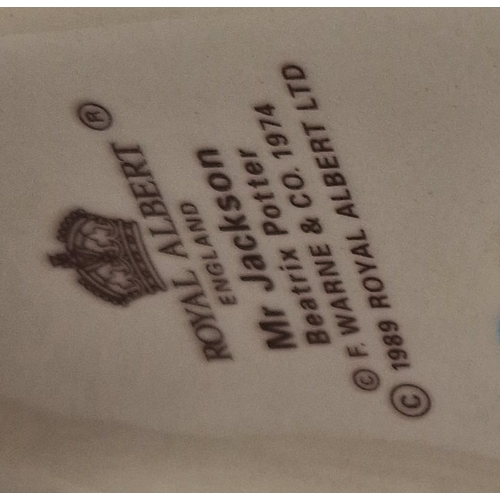 ROYAL ALBERT ®
ENGLAND
Mr Jackson
Beatrix Potter
© F. WARNE & CO. 1974
© 1989 ROYAL ALBERT LTD